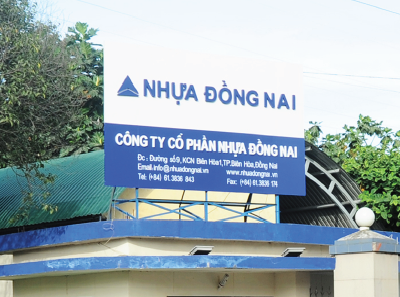 NHỰA ĐỒNG NAI
CÔNG TY CỔ PHẦN NHỰA ĐỒNG NAI
Đc: Đường số 9, KCN Biên Hòa1, TP.Biên Hòa, Đồng Nai
Email:info@nhuadongnai.vn www.nhuadongnai.vn
Tel: (+84) 61.3836 843 Fax: (+84) 61.3836 174